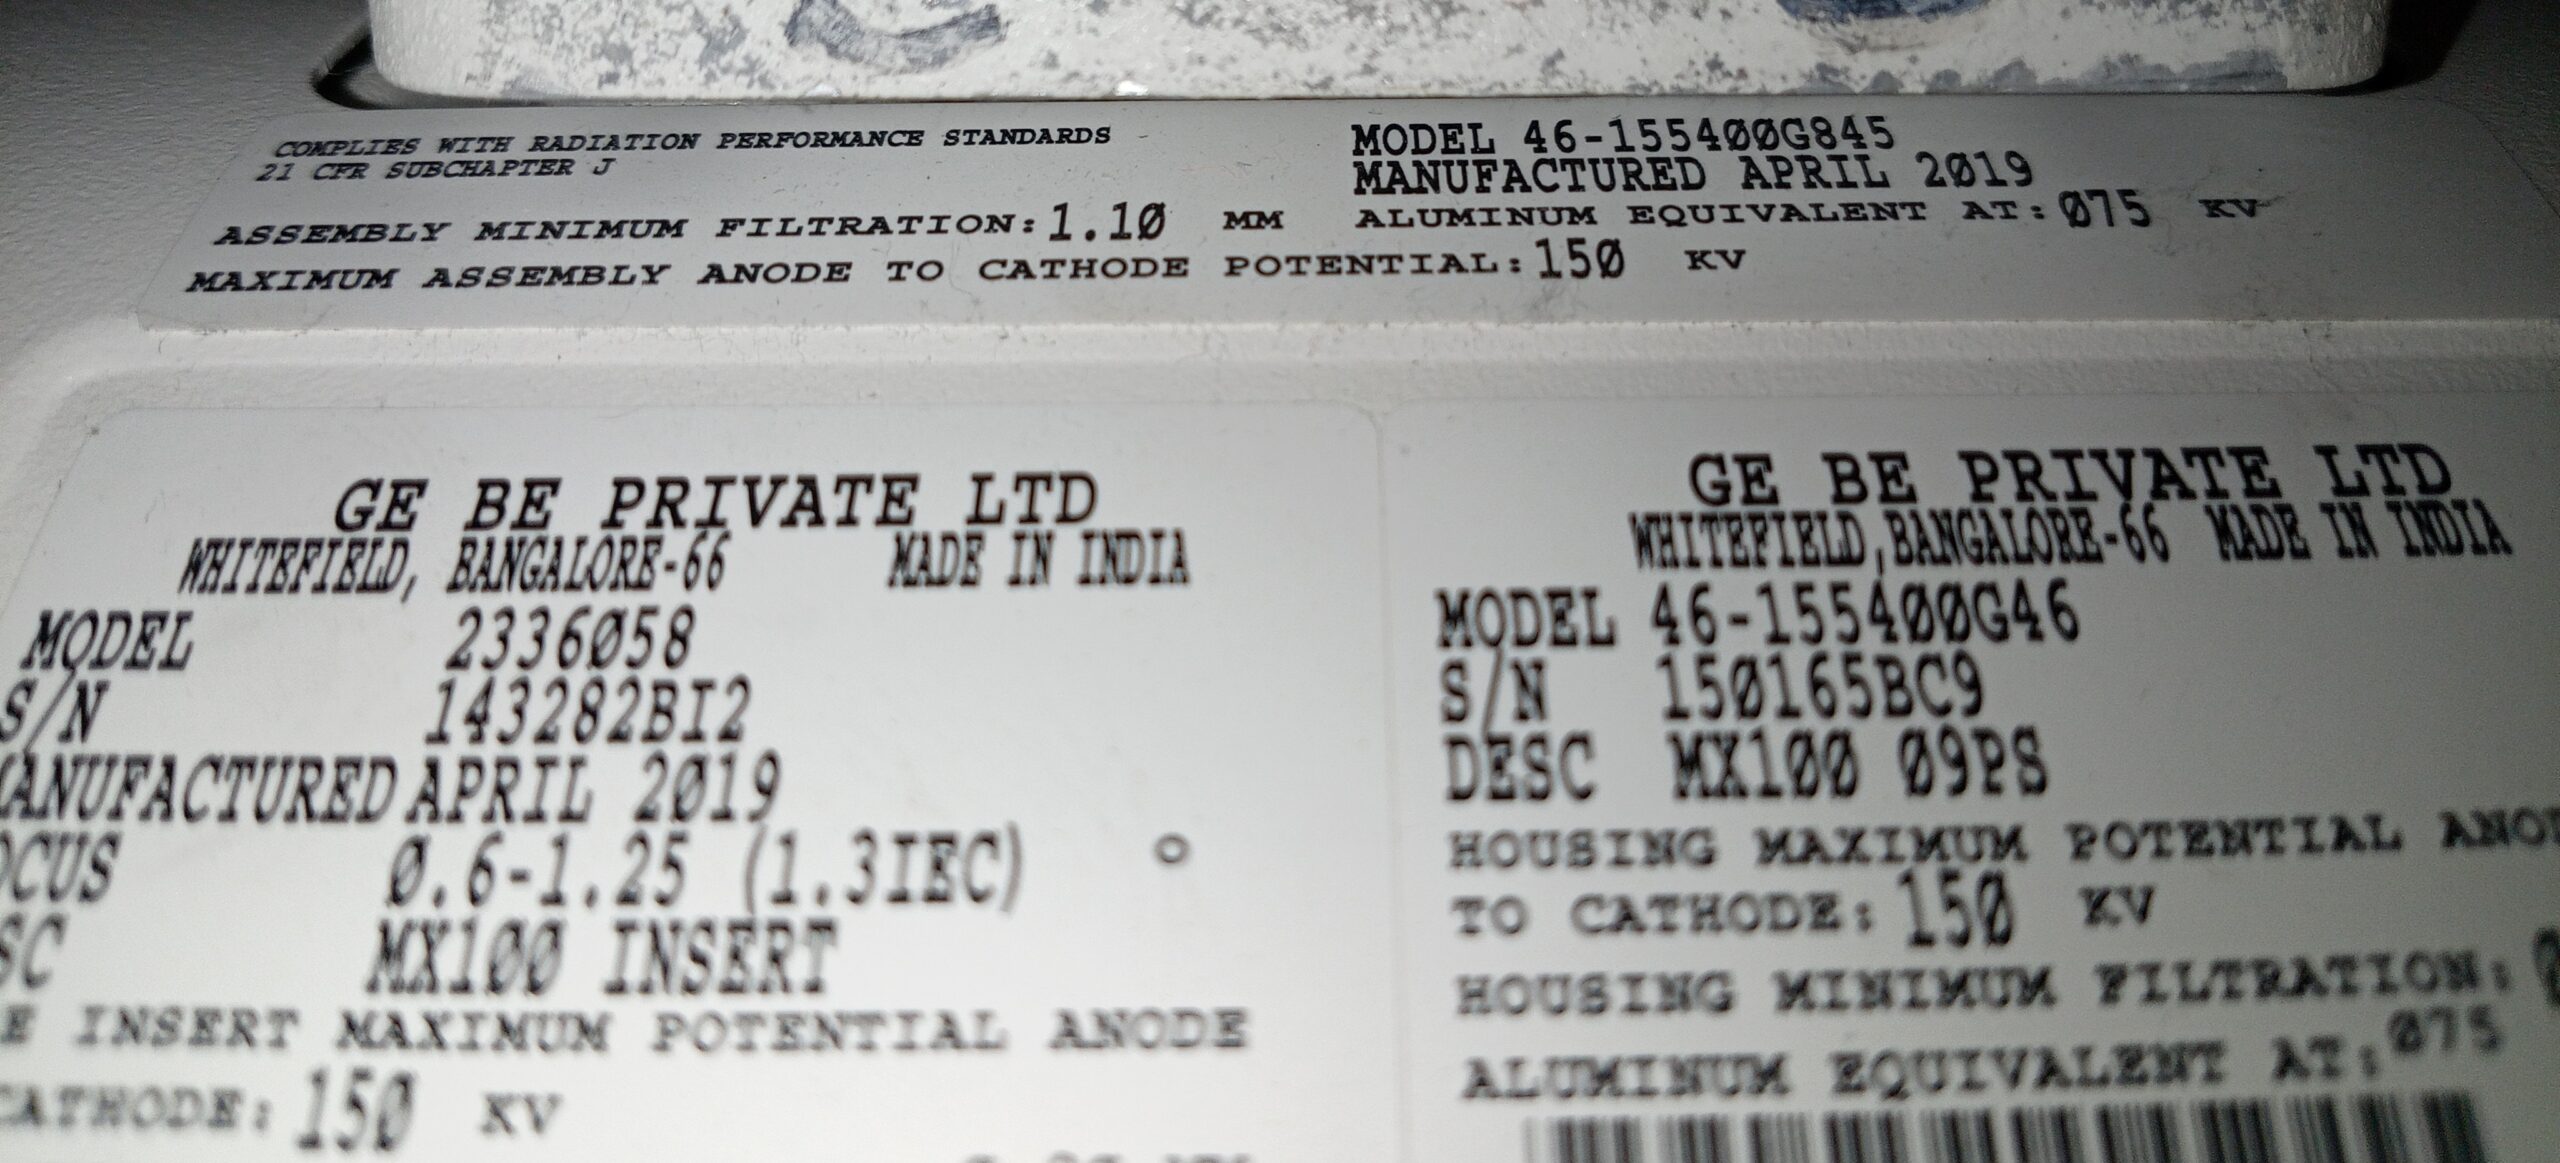 COMPLIES WITH RADIATION PERFORMANCE STANDARDS
21 CFR SUBCHAPTER J
MODEL 46-155400G845
MANUFACTURED APRIL 2019
ASSEMBLY MINIMUM FILTRATION: 1.10 MM ALUMINUM EQUIVALENT AT: 075 KV
MAXIMUM ASSEMBLY ANODE TO CATHODE POTENTIAL: 150 KV
GE BE PRIVATE LTD
WHITEFIELD, BANGALORE-66 MADE IN INDIA
MODEL 2336058
S/N 143282BI2
MANUFACTURED APRIL 2019
OCUS 0.6-1.25 (1.3IEC)
SC MX100 INSERT
E INSERT MAXIMUM POTENTIAL ANODE
CATHODE: 150 KV
GE BE PRIVATE LTD
WHITEFIELD, BANGALORE-66 MADE IN INDIA
MODEL 46-155400G46
S/N 150165BC9
DESC MX100 09PS
HOUSING MAXIMUM POTENTIAL ANO
TO CATHODE: 150 KV
HOUSING MINIMUM FILTRATION:
ALUMINUM EQUIVALENT AT: 075